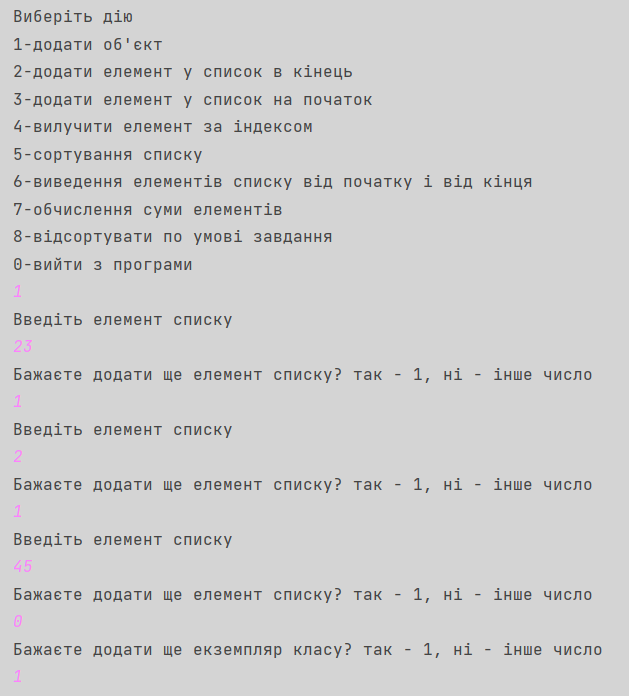 Виберіть дію
1-додати об'єкт
2-додати елемент у список в кінець
3-додати елемент у список на початок
4-вилучити елемент за індексом
5-сортування списку
6-виведення елементів списку від початку і від кінця
7-обчислення суми елементів
8-відсортувати по умові завдання
0-вийти з програми
1
Введіть елемент списку
23
Бажаєте додати ще елемент списку? так - 1, ні - інше число
1
Введіть елемент списку
2
Бажаєте додати ще елемент списку? так - 1, ні - інше число
1
Введіть елемент списку
45
Бажаєте додати ще елемент списку? так - 1, ні - інше число
0
Бажаєте додати ще екземпляр класу? так - 1, ні - інше число
1